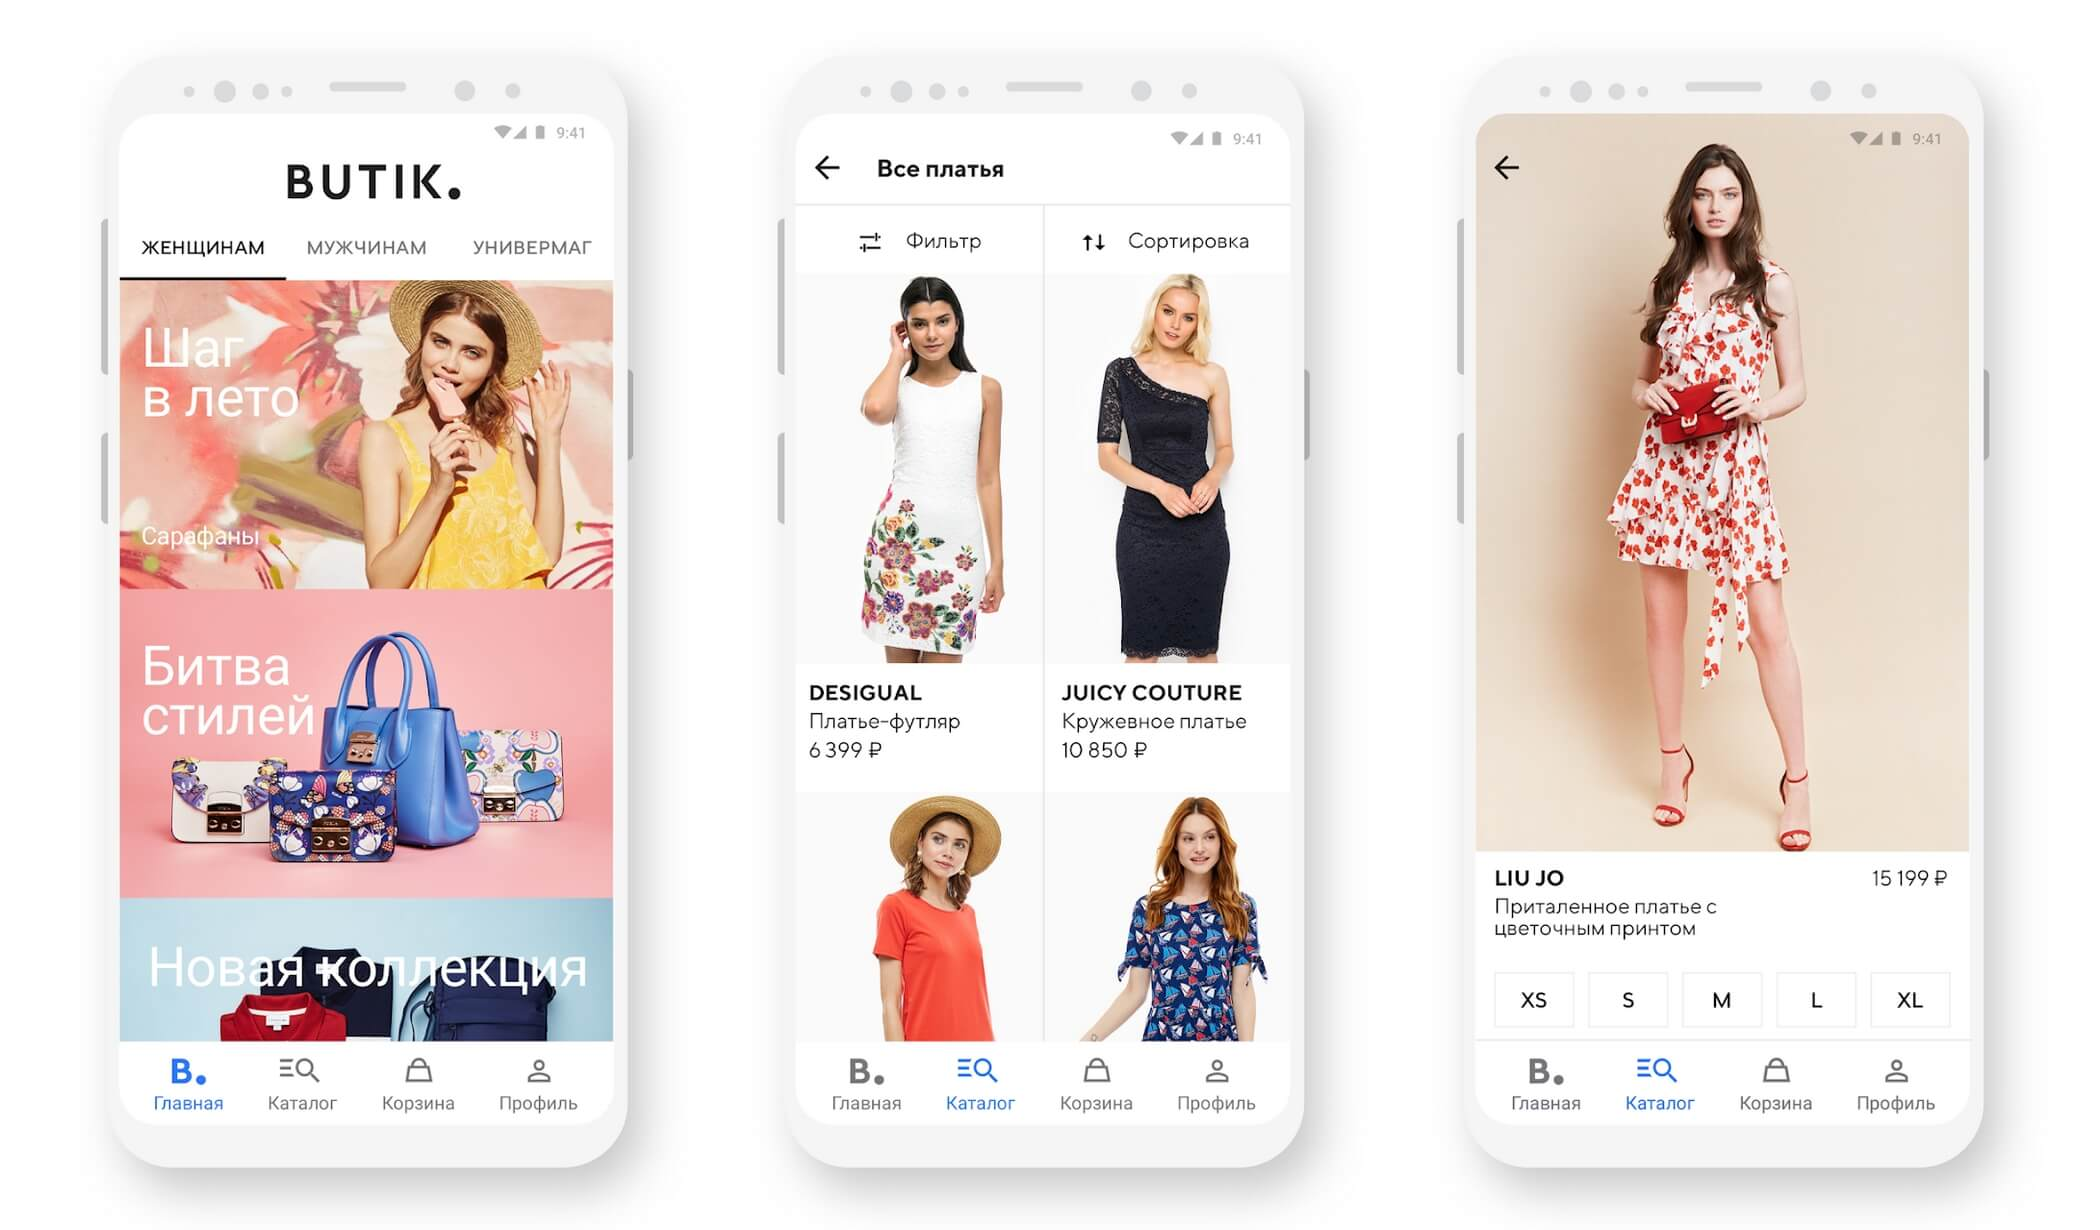 9:41
BUTIK.
ЖЕНЩИНАМ МУЖЧИНАМ УНИВЕРМАГ
Шаг
в лето
Сарафаны
Битва
стилей
Новая коллекция
B.
Главная Каталог Корзина Профиль
9:41
Все платья
Фильтр Сортировка
DESIGUAL
Платье-футляр
6 399 ₽
JUICY COUTURE
Кружевное платье
10 850 ₽
B.
Главная Каталог Корзина Профиль
9:41
LIU JO 15 199 ₽
Приталенное платье с
цветочным принтом
XS S M L XL
B.
Главная Каталог Корзина Профиль